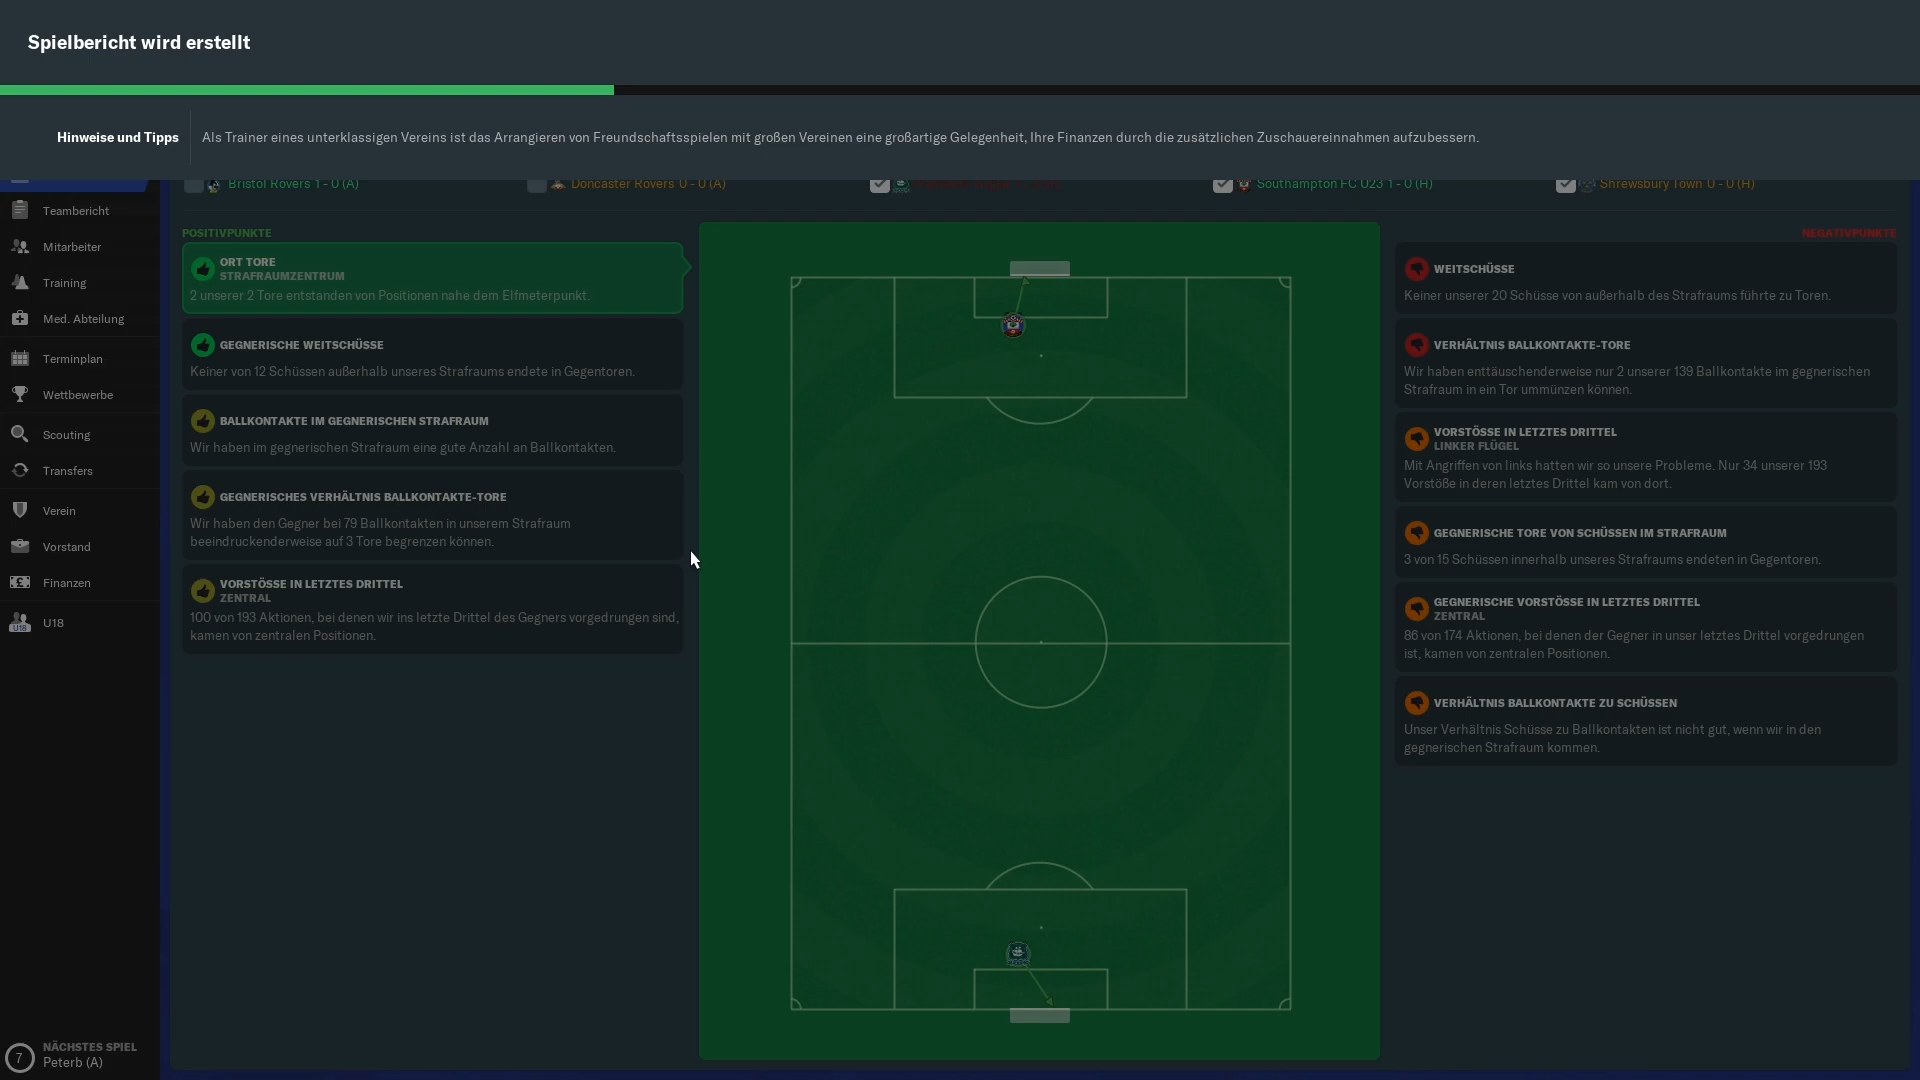 Spielbericht wird erstellt
Hinweise und Tipps
Als Trainer eines unterklassigen Vereins ist das Arrangieren von Freundschaftsspielen mit großen Vereinen eine großartige Gelegenheit, Ihre Finanzen durch die zusätzlichen Zuschauereinnahmen aufzubessern.
Bristol Rovers 1 - 0 (A)
Doncaster Rovers 0 - 0 (A)
Southampton FC U23 1 - 0 (H)
Shrewsbury Town 0 - 0 (H)
Teambericht
Mitarbeiter
Training
Med. Abteilung
Terminplan
Wettbewerbe
Scouting
Transfers
Verein
Vorstand
Finanzen
U18
U18
NÄCHSTES SPIEL
7
Peterb (A)
POSITIVPUNKTE
ORT TORE
STRAFRAUMZENTRUM
2 unserer 2 Tore entstanden von Positionen nahe dem Elfmeterpunkt.
GEGNERISCHE WEITSCHÜSSE
Keiner von 12 Schüssen außerhalb unseres Strafraums endete in Gegentoren.
BALLKONTAKTE IM GEGNERISCHEN STRAFRAUM
Wir haben im gegnerischen Strafraum eine gute Anzahl an Ballkontakten.
GEGNERISCHES VERHÄLTNIS BALLKONTAKTE-TORE
Wir haben den Gegner bei 79 Ballkontakten in unserem Strafraum
beeindruckenderweise auf 3 Tore begrenzen können.
VORSTÖSSE IN LETZTES DRITTEL
ZENTRAL
100 von 193 Aktionen, bei denen wir ins letzte Drittel des Gegners vorgedrungen sind,
kamen von zentralen Positionen.
NEGATIVPUNKTE
WEITSCHÜSSE
Keiner unserer 20 Schüsse von außerhalb des Strafraums führte zu Toren.
VERHÄLTNIS BALLKONTAKTE-TORE
Wir haben enttäuschenderweise nur 2 unserer 139 Ballkontakte im gegnerischen
Strafraum in ein Tor ummünzen können.
VORSTÖSSE IN LETZTES DRITTEL
LINKER FLÜGEL
Mit Angriffen von links hatten wir so unsere Probleme. Nur 34 unserer 193
Vorstöße in deren letztes Drittel kam von dort.
GEGNERISCHE TORE VON SCHÜSSEN IM STRAFRAUM
3 von 15 Schüssen innerhalb unseres Strafraums endeten in Gegentoren.
GEGNERISCHE VORSTÖSSE IN LETZTES DRITTEL
ZENTRAL
86 von 174 Aktionen, bei denen der Gegner in unser letztes Drittel vorgedrungen
ist, kamen von zentralen Positionen.
VERHÄLTNIS BALLKONTAKTE ZU SCHÜSSEN
Unser Verhältnis Schüsse zu Ballkontakten ist nicht gut, wenn wir in den
gegnerischen Strafraum kommen.